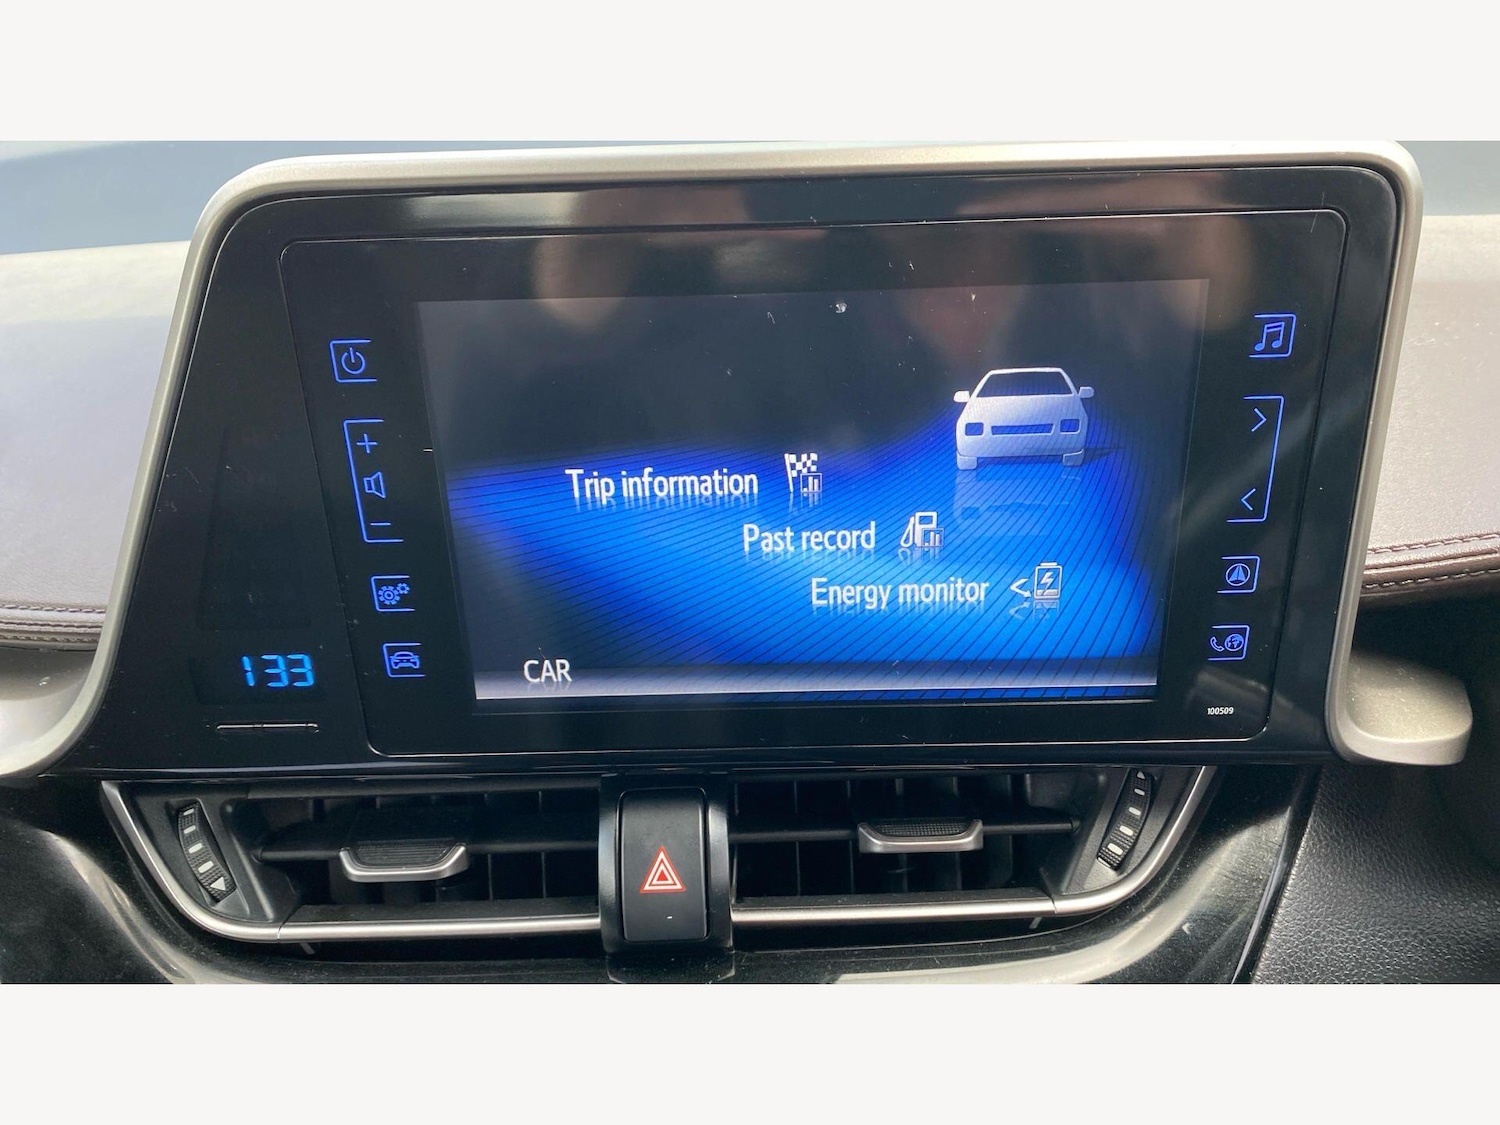 Trip information
Past record
Energy monitor
CAR
133
100509